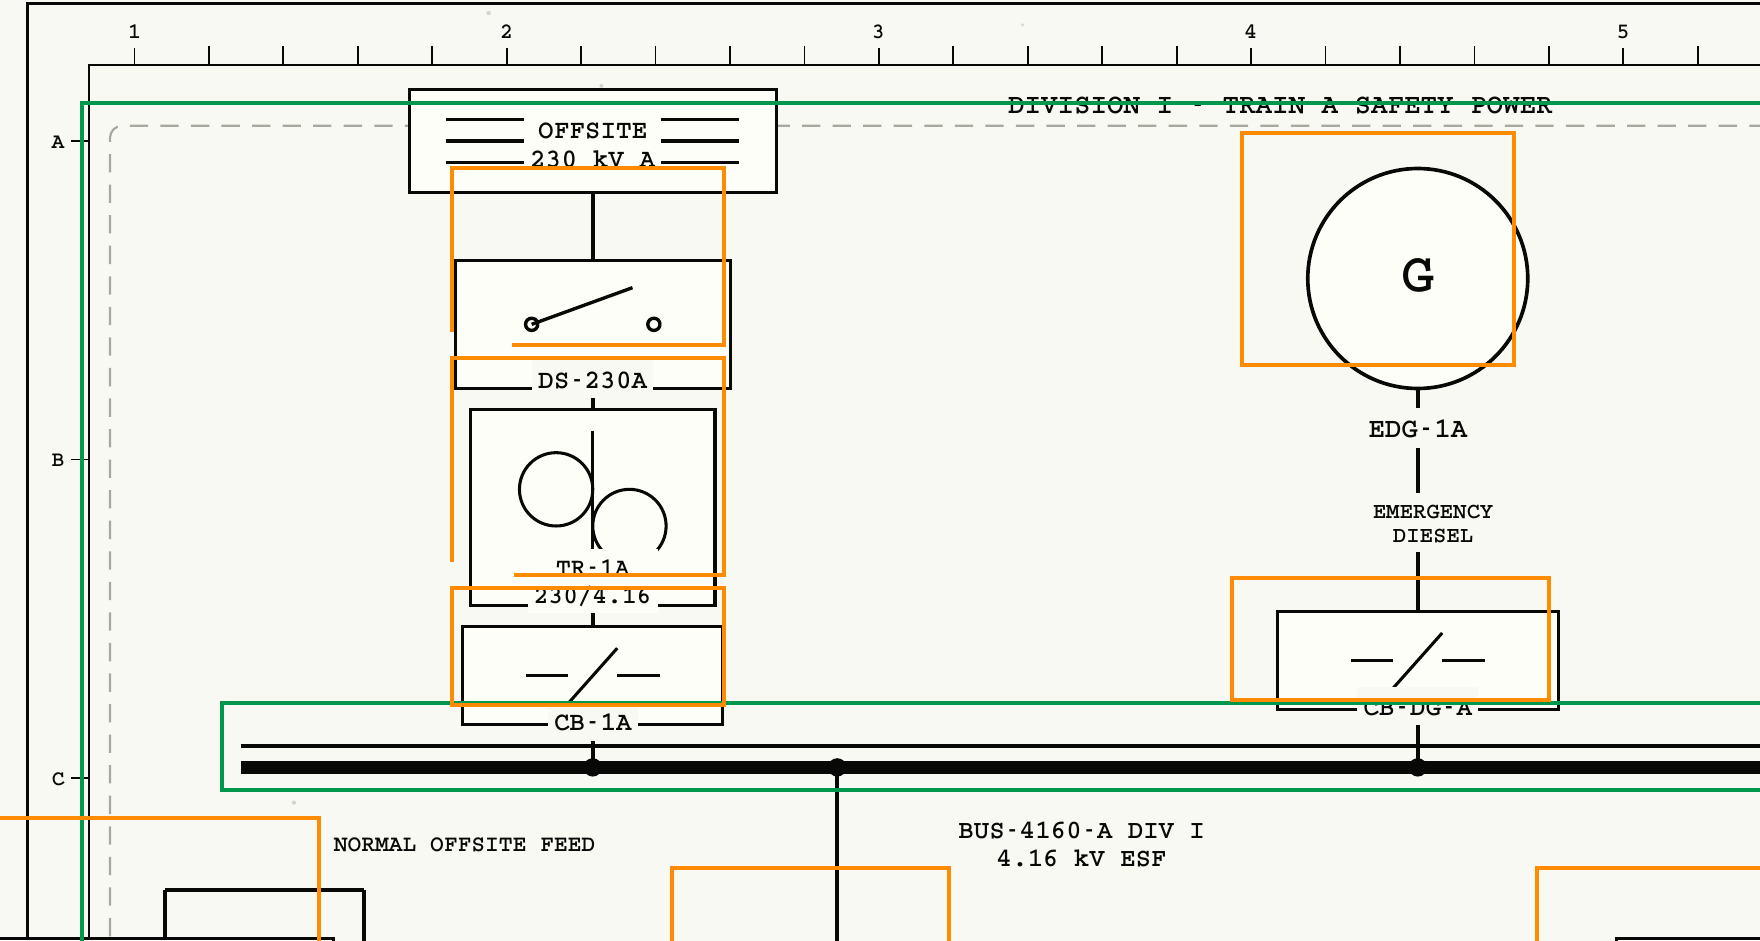 1 2 3 4 5
DIVISION I - TRAIN A SAFETY POWER
A
OFFSITE
230 kV A
G
DS-230A
EDG-1A
B
EMERGENCY
DIESEL
TR-1A
230/4.16
CB-DG-A
CB-1A
C
BUS-4160-A DIV I
4.16 kV ESF
NORMAL OFFSITE FEED